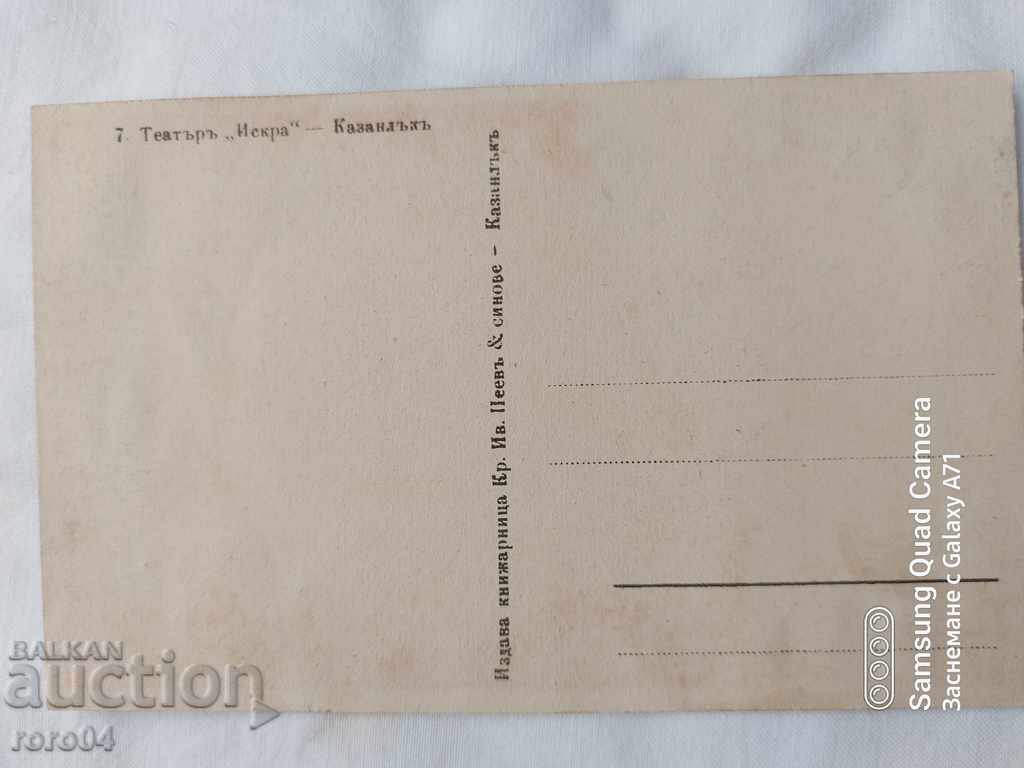 7. Театъръ „Искра“ — Казанлъкъ
Издава книжарница Кр. Ив. Пеевъ & синове – Казанлъкъ
Samsung Quad Camera
Заснемане с Galaxy A71
BALKAN
auction
roro04